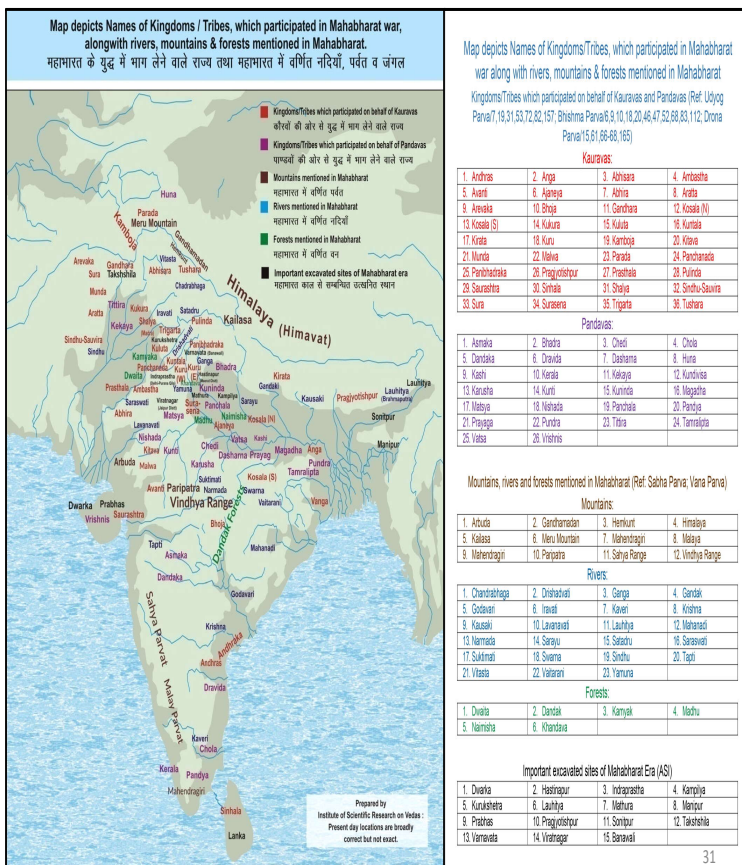 Map depicts Names of Kingdoms / Tribes, which participated in Mahabharat war,
alongwith rivers, mountains & forests mentioned in Mahabharat.
महाभारत के युद्ध में भाग लेने वाले राज्य तथा महाभारत में वर्णित नदियाँ, पर्वत व जंगल
Kingdoms/Tribes which participated on behalf of Kauravas
कौरवों की ओर से युद्ध में भाग लेने वाले राज्य
Kingdoms/Tribes which participated on behalf of Pandavas
पाण्डवों की ओर से युद्ध में भाग लेने वाले राज्य
Mountains mentioned in Mahabharat
महाभारत में वर्णित पर्वत
Rivers mentioned in Mahabharat
महाभारत में वर्णित नदियाँ
Forests mentioned in Mahabharat
महाभारत में वर्णित वन
Important excavated sites of Mahabharat era
महाभारत काल से सम्बन्धित उत्खनित स्थान
Huna
Parada
Meru Mountain
Kamboja
Gandhamadan
Hemkunt
Arevaka
Gandhara
Vitasta
Sura
Takshshila
Abhisara
Tushara
Chadrabhaga
Himalaya (Himavat)
Munda
Tittira
Kukura
Iravati
Satadru
Aratta
Kekaya
Shalya
Pulinda
Kailasa
Trigarta
Drishadvati
Kurukshetra
Sindhu-Sauvira
Kuluta
Panibhadraka
Varnavata (Barnawa)
Sindhu
Kamyaka
Kuntala
Ganga
Panchanada
Kuru
Kuru
Bhadra
Dwaita
Indraprastha
(W)
(E)
Hastinapur
Kirata
Kuninda
Gandaki
Lauhitya
Prasthala
Ambastha
Yamuna
Mathura
Kampilya
Sarayu
Kausaki
Pragjyotishpur
Lauhitya
(Brahmaputra)
Saraswati
Viratnagar
(Jaipur Distt)
Sura-
sena
Panchala
Abhira
Matsya
Madhu
Naimisha
Kosala (N)
Sonitpur
Lavanavati
Ajaneya
Nishada
Vatsa
Kashi
Manipur
Kitava
Kunti
Chedi
Dasharna
Prayag
Magadha
Anga
Arbuda
Malwa
Karusha
Pundra
Tamralipta
Suktimati
Kosala (S)
Avanti
Paripatra
Narmada
Swarna
Dwarka
Prabhas
Vindhya Range
Vaitarani
Vanga
Vrishnis
Saurashtra
Bhoja
Dandak Forests
Tapti
Mahanadi
Asmaka
Dandaka
Godavari
Sahya Parvat
Krishna
Andhraka
Andhras
Dravida
Malay Parvat
Kaveri
Chola
Kerala
Pandya
Mahendragiri
Sinhala
Lanka
Prepared by
Institute of Scientific Research on Vedas :
Present day locations are broadly
correct but not exact.
Map depicts Names of Kingdoms/Tribes, which participated in Mahabharat
war along with rivers, mountains & forests mentioned in Mahabharat
Kingdoms/Tribes which participated on behalf of Kauravas and Pandavas (Ref: Udyog
Parva/7,19,31,53,72,82,157; Bhishma Parva/6,9,10,18,20,46,47,52,68,83,112; Drona
Parva/15,61,66-68,165)
Kauravas:
1. Andhras 2. Anga 3. Abhisara 4. Ambastha
5. Avanti 6. Ajaneya 7. Abhira 8. Aratta
9. Arevaka 10. Bhoja 11. Gandhara 12. Kosala (N)
13. Kosala (S) 14. Kukura 15. Kuluta 16. Kuntala
17. Kirata 18. Kuru 19. Kamboja 20. Kitava
21. Munda 22. Malwa 23. Parada 24. Panchanada
25. Panibhadraka 26. Pragjyotishpur 27. Prasthala 28. Pulinda
29. Saurashtra 30. Sinhala 31. Shalya 32. Sindhu-Sauvira
33. Sura 34. Surasena 35. Trigarta 36. Tushara
Pandavas:
1. Asmaka 2. Bhadra 3. Chedi 4. Chola
5. Dandaka 6. Dravida 7. Dasharna 8. Huna
9. Kashi 10. Kerala 11. Kekaya 12. Kundivisa
13. Karusha 14. Kunti 15. Kuninda 16. Magadha
17. Matsya 18. Nishada 19. Panchala 20. Pandya
21. Prayaga 22. Pundra 23. Tittira 24. Tamralipta
25. Vatsa 26. Vrishnis
Mountains, rivers and forests mentioned in Mahabharat (Ref: Sabha Parva; Vana Parva)
Mountains:
1. Arbuda 2. Gandhamadan 3. Hemkunt 4. Himalaya
5. Kailasa 6. Meru Mountain 7. Mahendragiri 8. Malaya
9. Mahendragiri 10. Paripatra 11. Sahya Range 12. Vindhya Range
Rivers:
1. Chandrabhaga 2. Drishadvati 3. Ganga 4. Gandak
5. Godavari 6. Iravati 7. Kaveri 8. Krishna
9. Kausaki 10. Lavanavati 11. Lauhitya 12. Mahanadi
13. Narmada 14. Sarayu 15. Satadru 16. Saraswati
17. Suktimati 18. Swarna 19. Sindhu 20. Tapti
21. Vitasta 22. Vaitarani 23. Yamuna
Forests:
1. Dwaita 2. Dandak 3. Kamyak 4. Madhu
5. Naimisha 6. Khandava
Important excavated sites of Mahabharat Era (ASI)
1. Dwarka 2. Hastinapur 3. Indraprastha 4. Kampilya
5. Kurukshetra 6. Lauhitya 7. Mathura 8. Manipur
9. Prabhas 10. Pragjyotishpur 11. Sonitpur 12. Takshshila
13. Varnavata 14. Viratnagar 15. Banawali
31